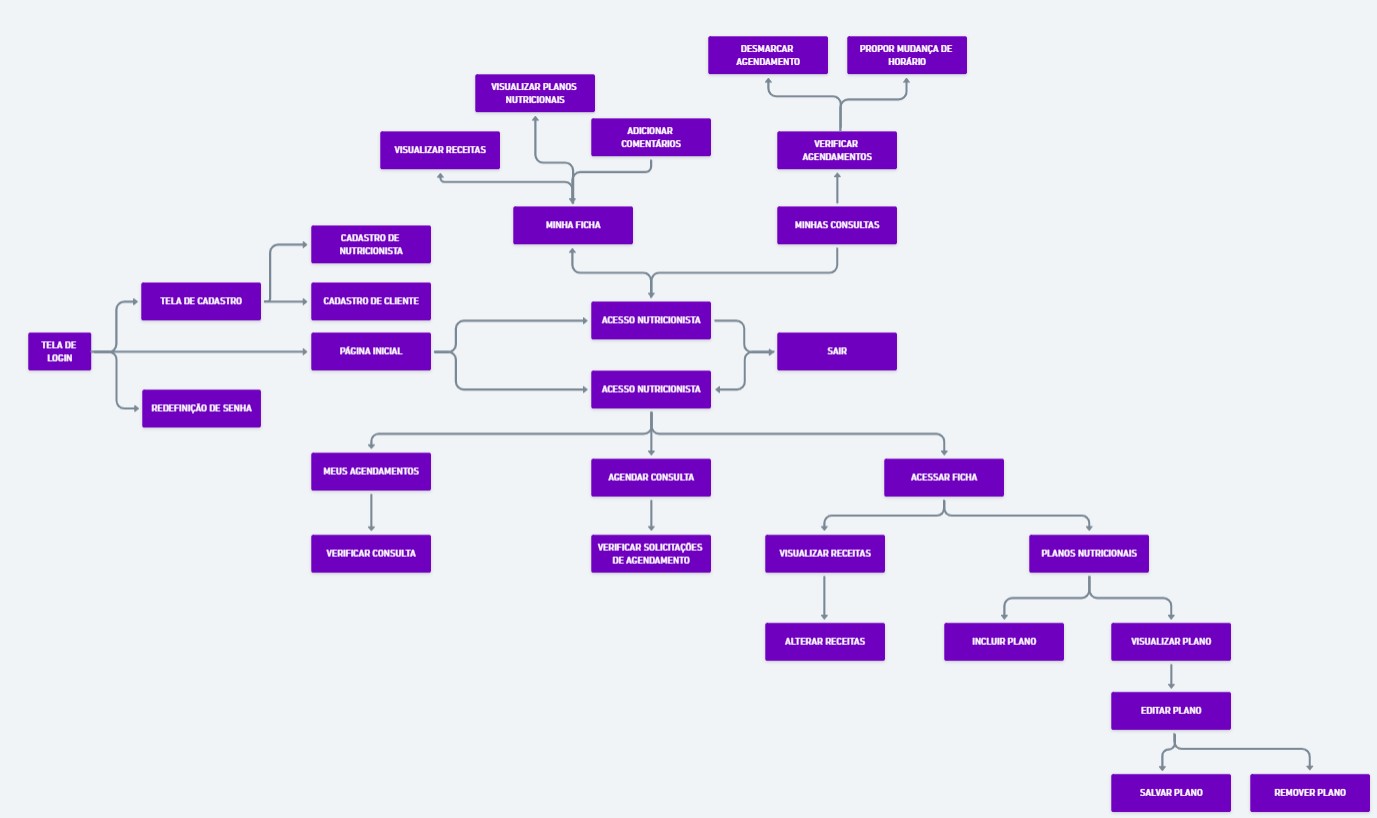 DESMARCAR
AGENDAMENTO
PROPOR MUDANÇA DE
HORÁRIO
VISUALIZAR PLANOS
NUTRICIONAIS
ADICIONAR
COMENTÁRIOS
VISUALIZAR RECEITAS
VERIFICAR
AGENDAMENTOS
MINHA FICHA
MINHAS CONSULTAS
CADASTRO DE
NUTRICIONISTA
TELA DE CADASTRO
CADASTRO DE CLIENTE
ACESSO NUTRICIONISTA
TELA DE
LOGIN
PÁGINA INICIAL
SAIR
ACESSO NUTRICIONISTA
REDEFINIÇÃO DE SENHA
MEUS AGENDAMENTOS
AGENDAR CONSULTA
ACESSAR FICHA
VERIFICAR CONSULTA
VERIFICAR SOLICITAÇÕES
DE AGENDAMENTO
VISUALIZAR RECEITAS
PLANOS NUTRICIONAIS
ALTERAR RECEITAS
INCLUIR PLANO
VISUALIZAR PLANO
EDITAR PLANO
SALVAR PLANO
REMOVER PLANO